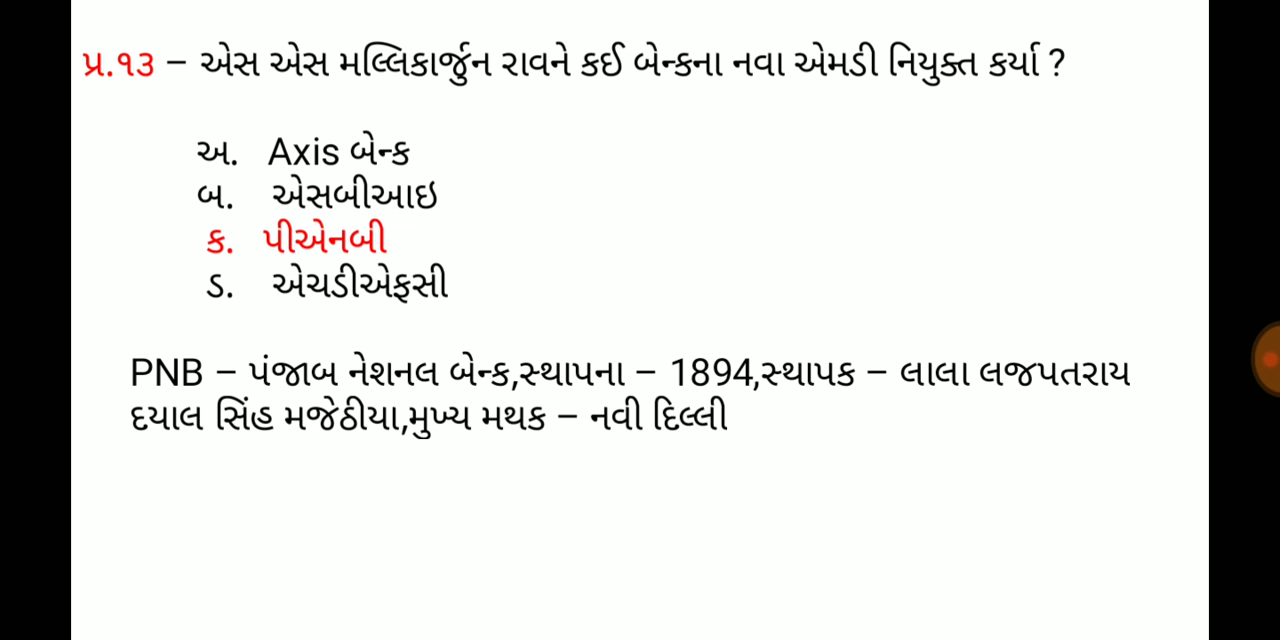 પ્ર.૧૩ – એસ એસ મલ્લિકાર્જુન રાવને કઈ બેન્કના નવા એમડી નિયુક્ત કર્યા ?
અ. Axis બેન્ક
બ. એસબીઆઇ
ક. પીએનબી
ડ. એચડીએફસી
PNB – પંજાબ નેશનલ બેન્ક,સ્થાપના – 1894,સ્થાપક – લાલા લજપતરાય
દયાલ સિંહ મજેઠીયા,મુખ્ય મથક – નવી દિલ્લી